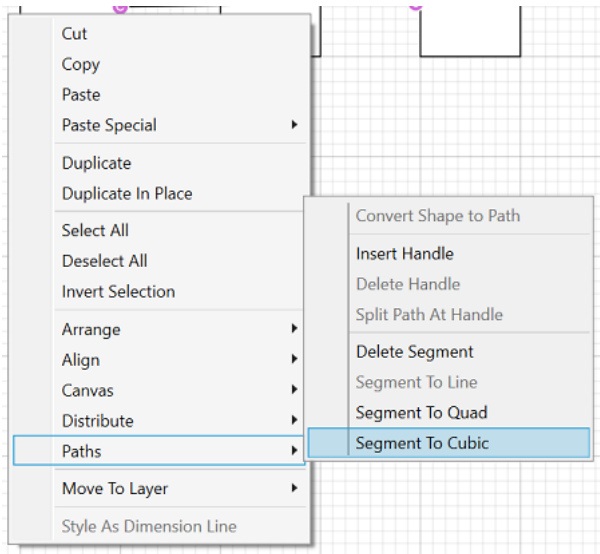 Cut
Copy
Paste
Paste Special
Duplicate
Duplicate In Place
Select All
Deselect All
Invert Selection
Arrange
Align
Canvas
Distribute
Paths
Move To Layer
Style As Dimension Line
Convert Shape to Path
Insert Handle
Delete Handle
Split Path At Handle
Delete Segment
Segment To Line
Segment To Quad
Segment To Cubic